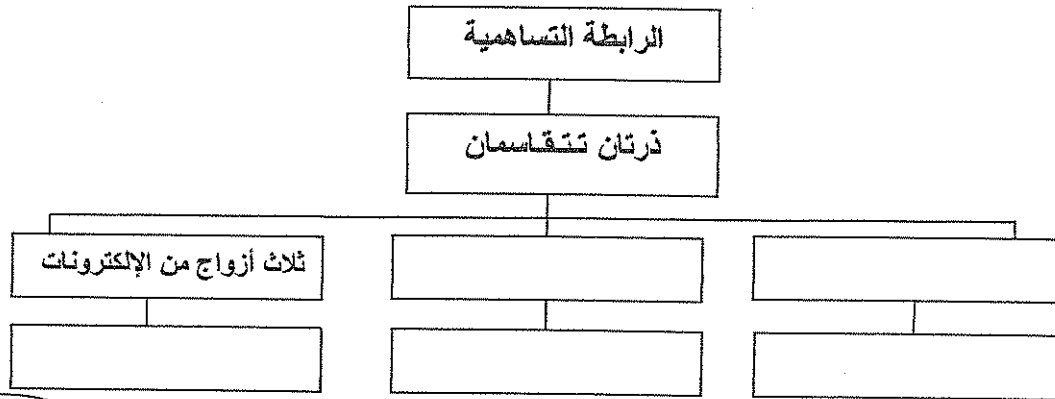 الرابطة التساهمية
ذرتان تتقاسمان
ثلاث أزواج من الإلكترونات